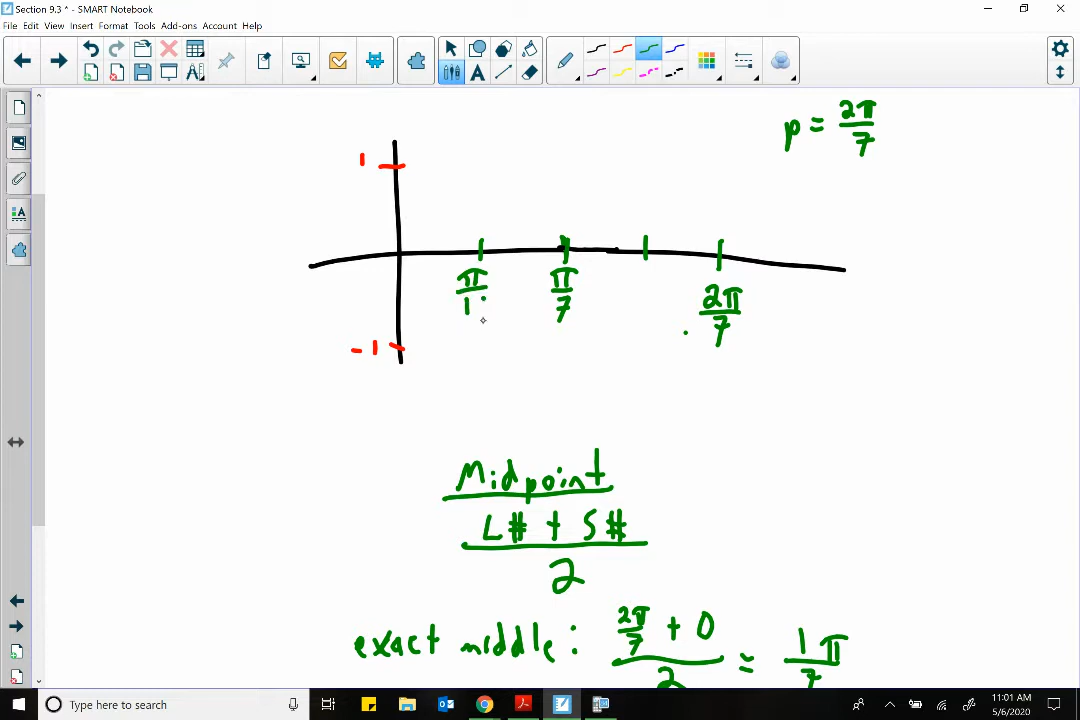 Section 9.3 * - SMART Notebook
File Edit View Insert Format Tools Add-ons Account Help
p = 2π/7
1
π/1
π/7
2π/7
-1
Midpoint
L# + S#
2
exact middle: (2π/7 + 0)/2 = 1π/7
Type here to search
11:01 AM
5/6/2020